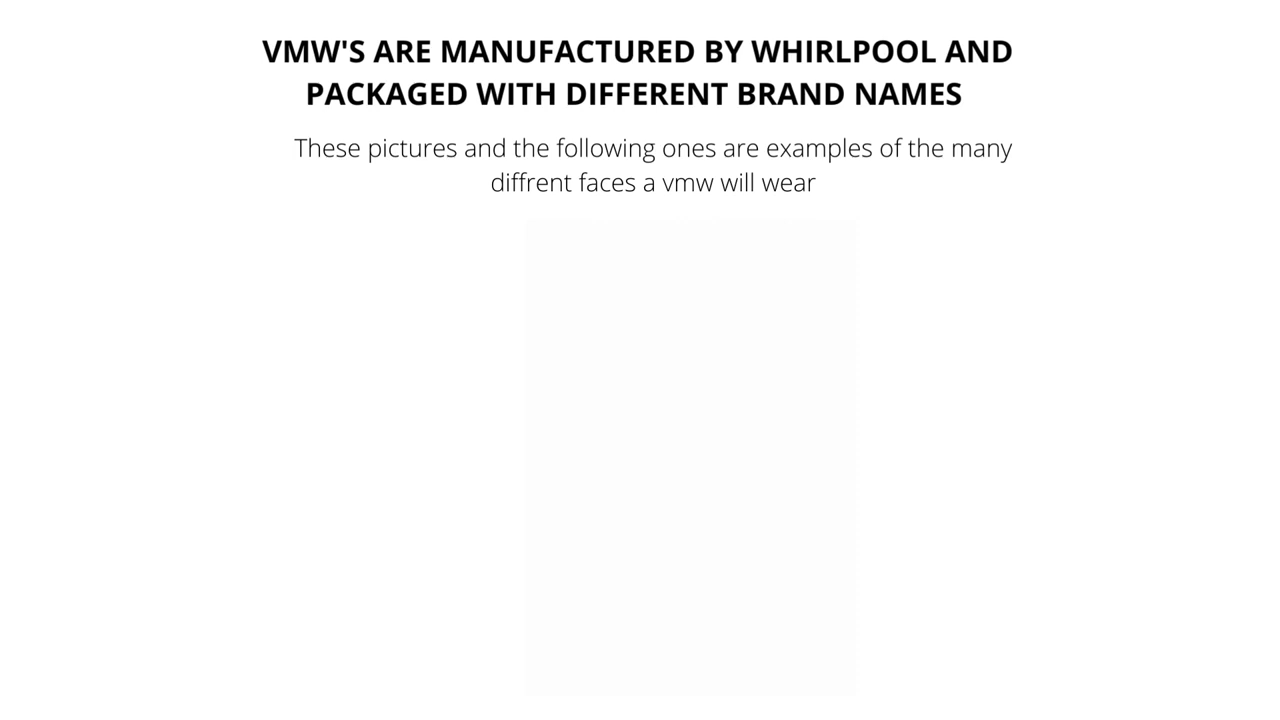 VMW'S ARE MANUFACTURED BY WHIRLPOOL AND
PACKAGED WITH DIFFERENT BRAND NAMES
These pictures and the following ones are examples of the many
diffrent faces a vmw will wear